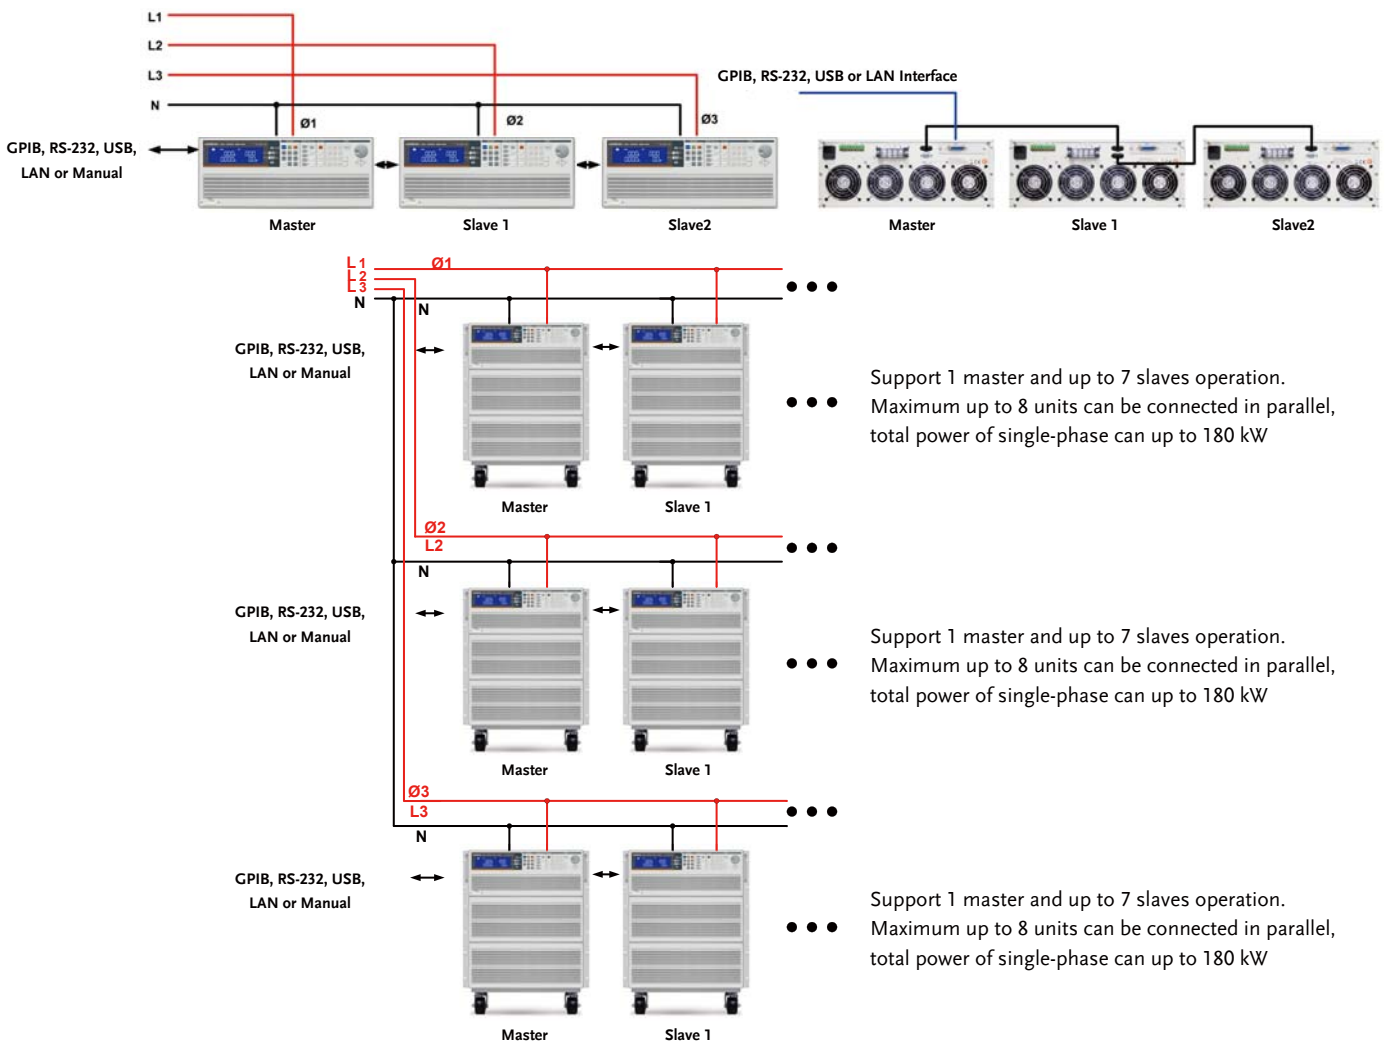 L1
L2
L3
N
Ø1
Ø2
Ø3
GPIB, RS-232, USB,
LAN or Manual
Master
Slave 1
Slave2
GPIB, RS-232, USB or LAN Interface
Master
Slave 1
Slave2
L1
L2
L3
N
Ø1
N
GPIB, RS-232, USB,
LAN or Manual
Master
Slave 1
Support 1 master and up to 7 slaves operation.
Maximum up to 8 units can be connected in parallel,
total power of single-phase can up to 180 kW
Ø2
L2
N
GPIB, RS-232, USB,
LAN or Manual
Master
Slave 1
Support 1 master and up to 7 slaves operation.
Maximum up to 8 units can be connected in parallel,
total power of single-phase can up to 180 kW
Ø3
L3
N
GPIB, RS-232, USB,
LAN or Manual
Master
Slave 1
Support 1 master and up to 7 slaves operation.
Maximum up to 8 units can be connected in parallel,
total power of single-phase can up to 180 kW